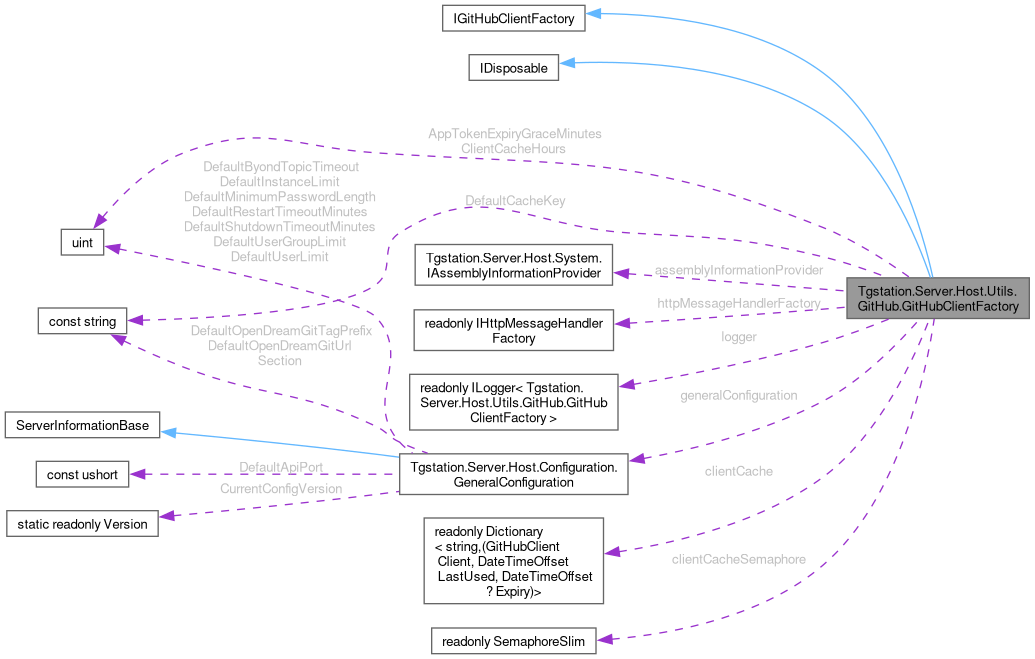 IGitHubClientFactory
IDisposable
AppTokenExpiryGraceMinutes
ClientCacheHours
DefaultByondTopicTimeout
DefaultInstanceLimit
DefaultMinimumPasswordLength
DefaultRestartTimeoutMinutes
DefaultShutdownTimeoutMinutes
DefaultUserGroupLimit
DefaultUserLimit
DefaultCacheKey
uint
Tgstation.Server.Host.System.
IAssemblyInformationProvider
assemblyInformationProvider
Tgstation.Server.Host.Utils.
GitHub.GitHubClientFactory
const string
readonly IHttpMessageHandler
Factory
httpMessageHandlerFactory
DefaultOpenDreamGitTagPrefix
DefaultOpenDreamGitUrl
Section
logger
readonly ILogger< Tgstation.
Server.Host.Utils.GitHub.GitHub
ClientFactory >
generalConfiguration
ServerInformationBase
Tgstation.Server.Host.Configuration.
GeneralConfiguration
const ushort
DefaultApiPort
CurrentConfigVersion
clientCache
static readonly Version
readonly Dictionary
< string,(GitHubClient
Client, DateTimeOffset
LastUsed, DateTimeOffset
? Expiry)>
clientCacheSemaphore
readonly SemaphoreSlim